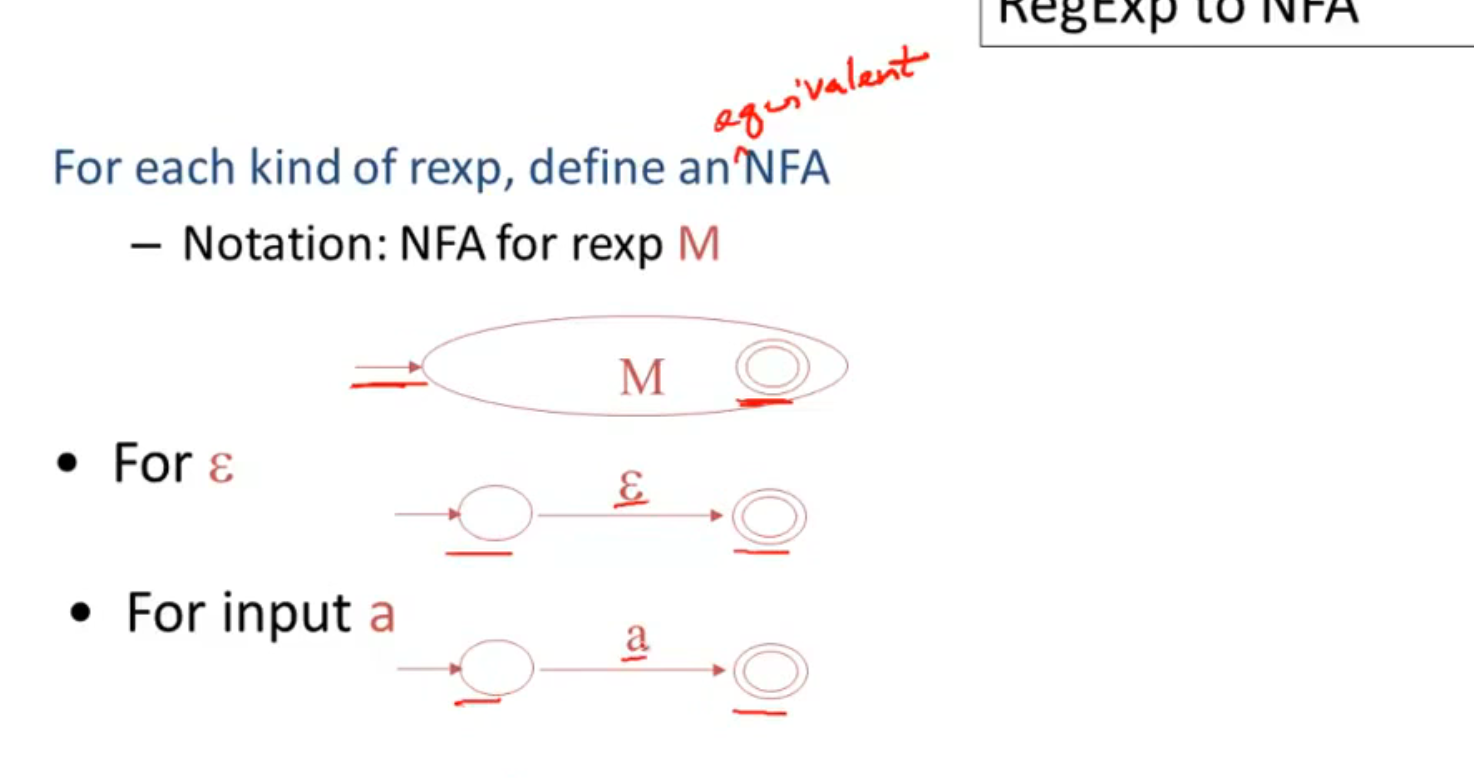 RegExp to NFA
equivalent
For each kind of rexp, define an ^ NFA
– Notation: NFA for rexp M
M
• For ε
ε
• For input a
a